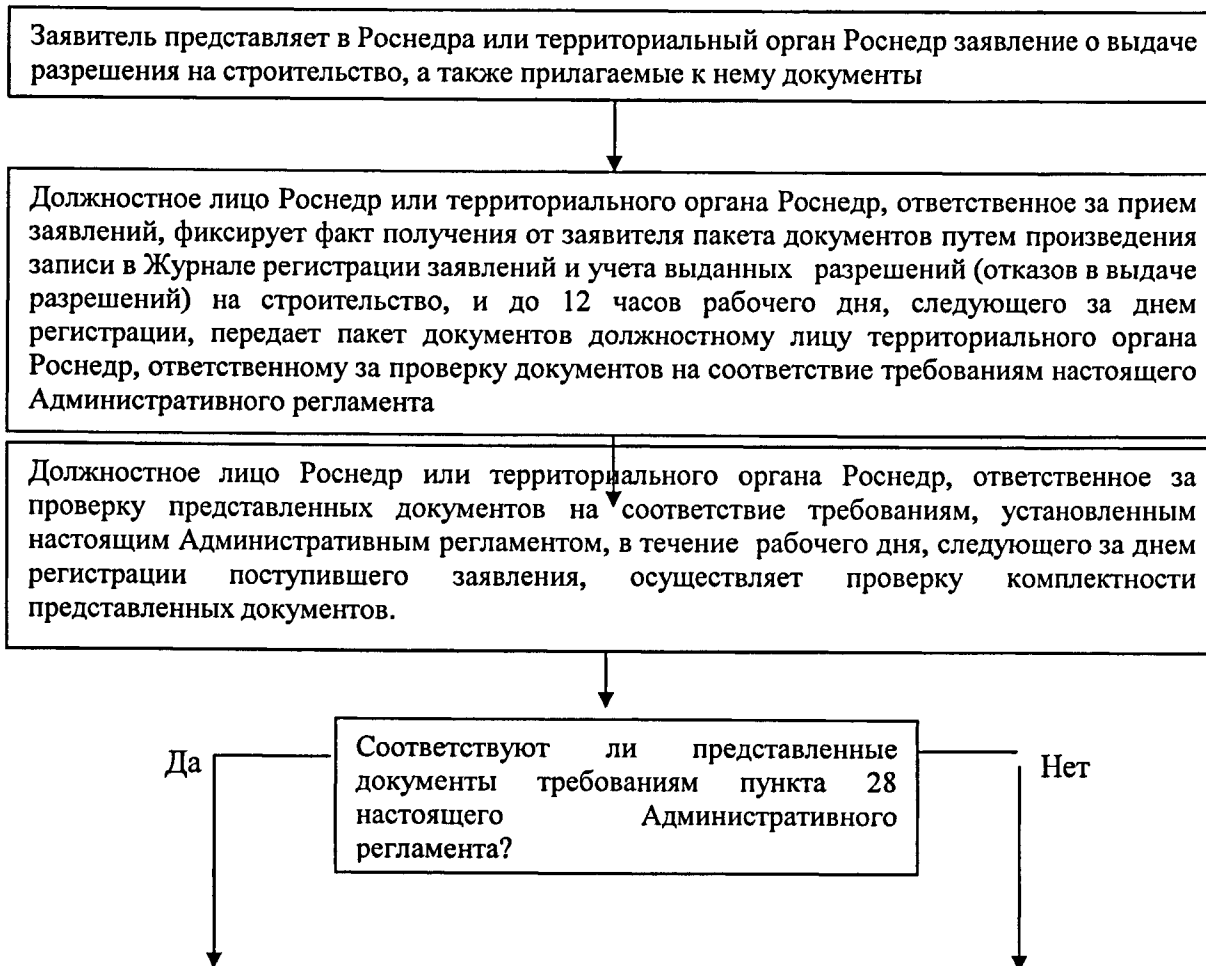 Заявитель представляет в Роснедра или территориальный орган Роснедр заявление о выдаче
разрешения на строительство, а также прилагаемые к нему документы
Должностное лицо Роснедр или территориального органа Роснедр, ответственное за прием
заявлений, фиксирует факт получения от заявителя пакета документов путем произведения
записи в Журнале регистрации заявлений и учета выданных разрешений (отказов в выдаче
разрешений) на строительство, и до 12 часов рабочего дня, следующего за днем
регистрации, передает пакет документов должностному лицу территориального органа
Роснедр, ответственному за проверку документов на соответствие требованиям настоящего
Административного регламента
Должностное лицо Роснедр или территориального органа Роснедр, ответственное за
проверку представленных документов на соответствие требованиям, установленным
настоящим Административным регламентом, в течение рабочего дня, следующего за днем
регистрации поступившего заявления, осуществляет проверку комплектности
представленных документов.
Да
Соответствуют ли представленные
документы требованиям пункта 28
настоящего Административного
регламента?
Нет